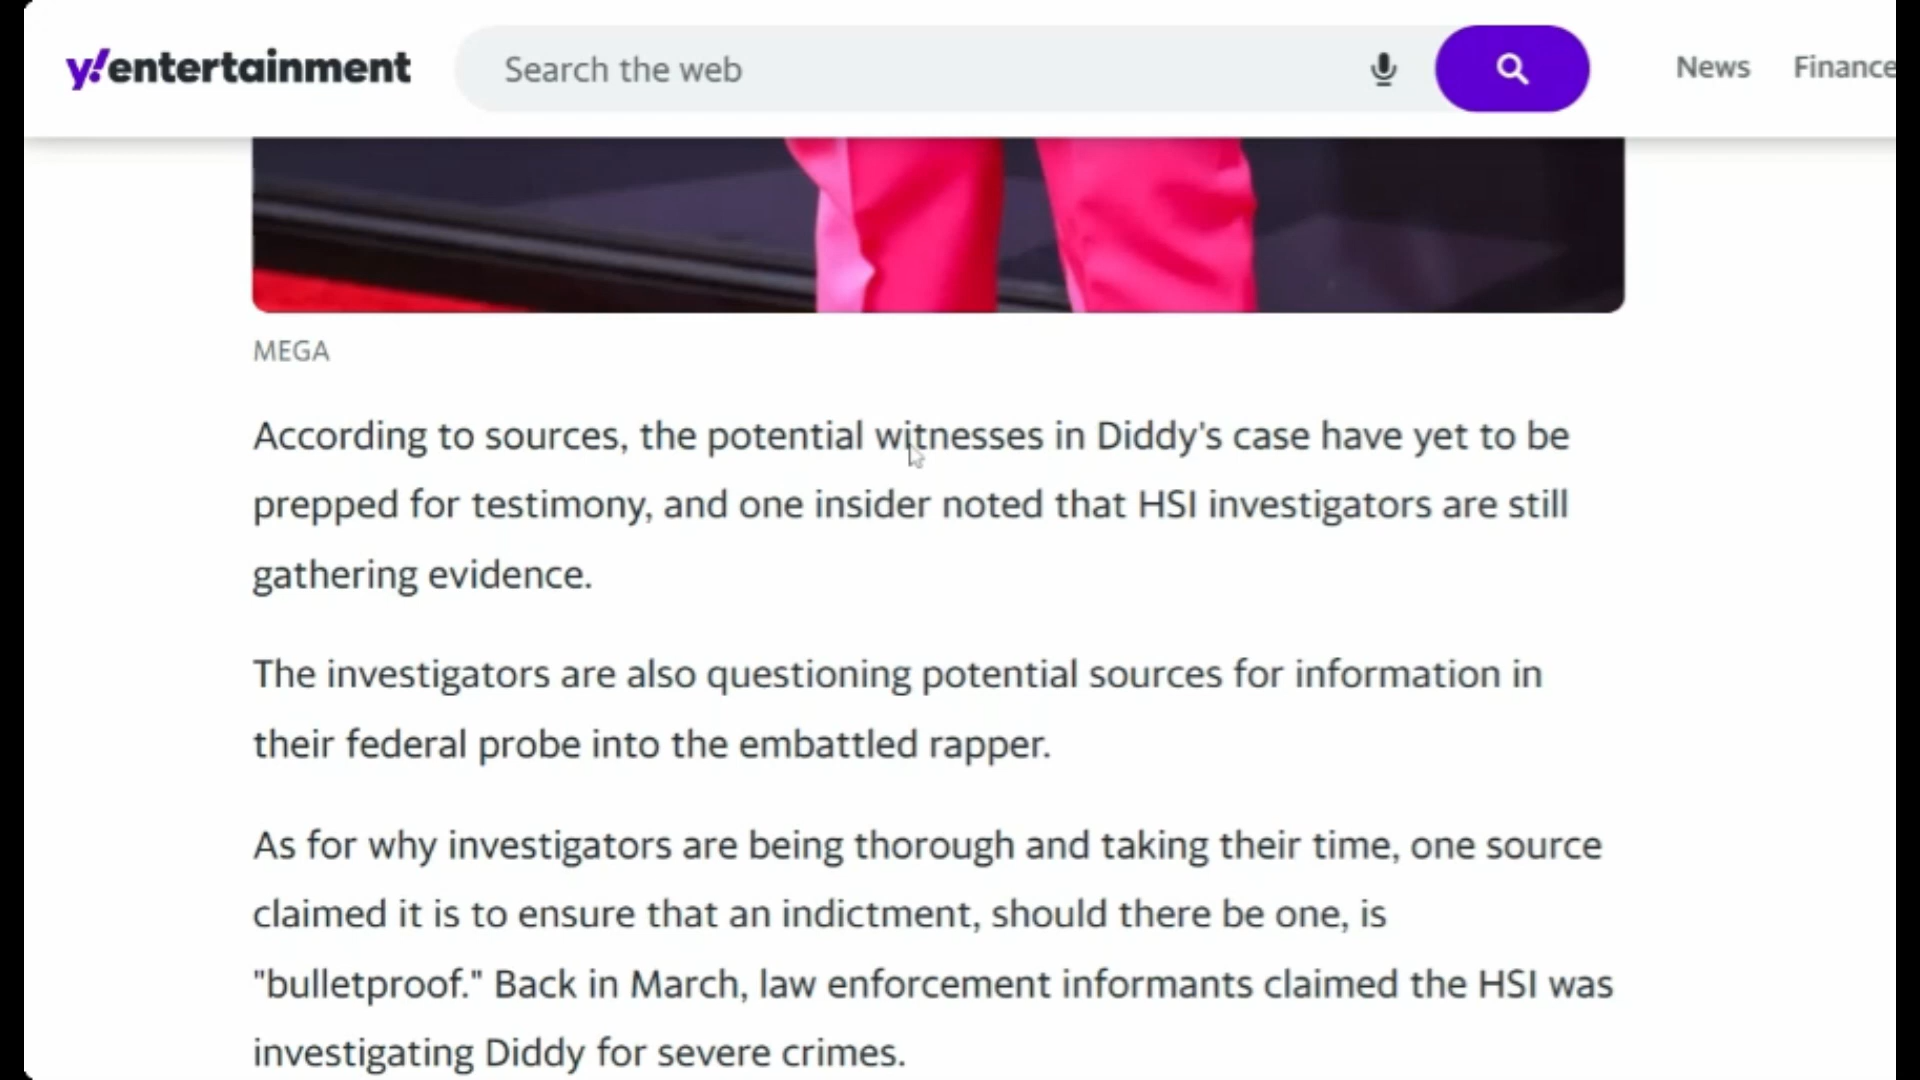 y!entertainment
Search the web
News
Finance
MEGA
According to sources, the potential witnesses in Diddy's case have yet to be
prepped for testimony, and one insider noted that HSI investigators are still
gathering evidence.
The investigators are also questioning potential sources for information in
their federal probe into the embattled rapper.
As for why investigators are being thorough and taking their time, one source
claimed it is to ensure that an indictment, should there be one, is
"bulletproof." Back in March, law enforcement informants claimed the HSI was
investigating Diddy for severe crimes.